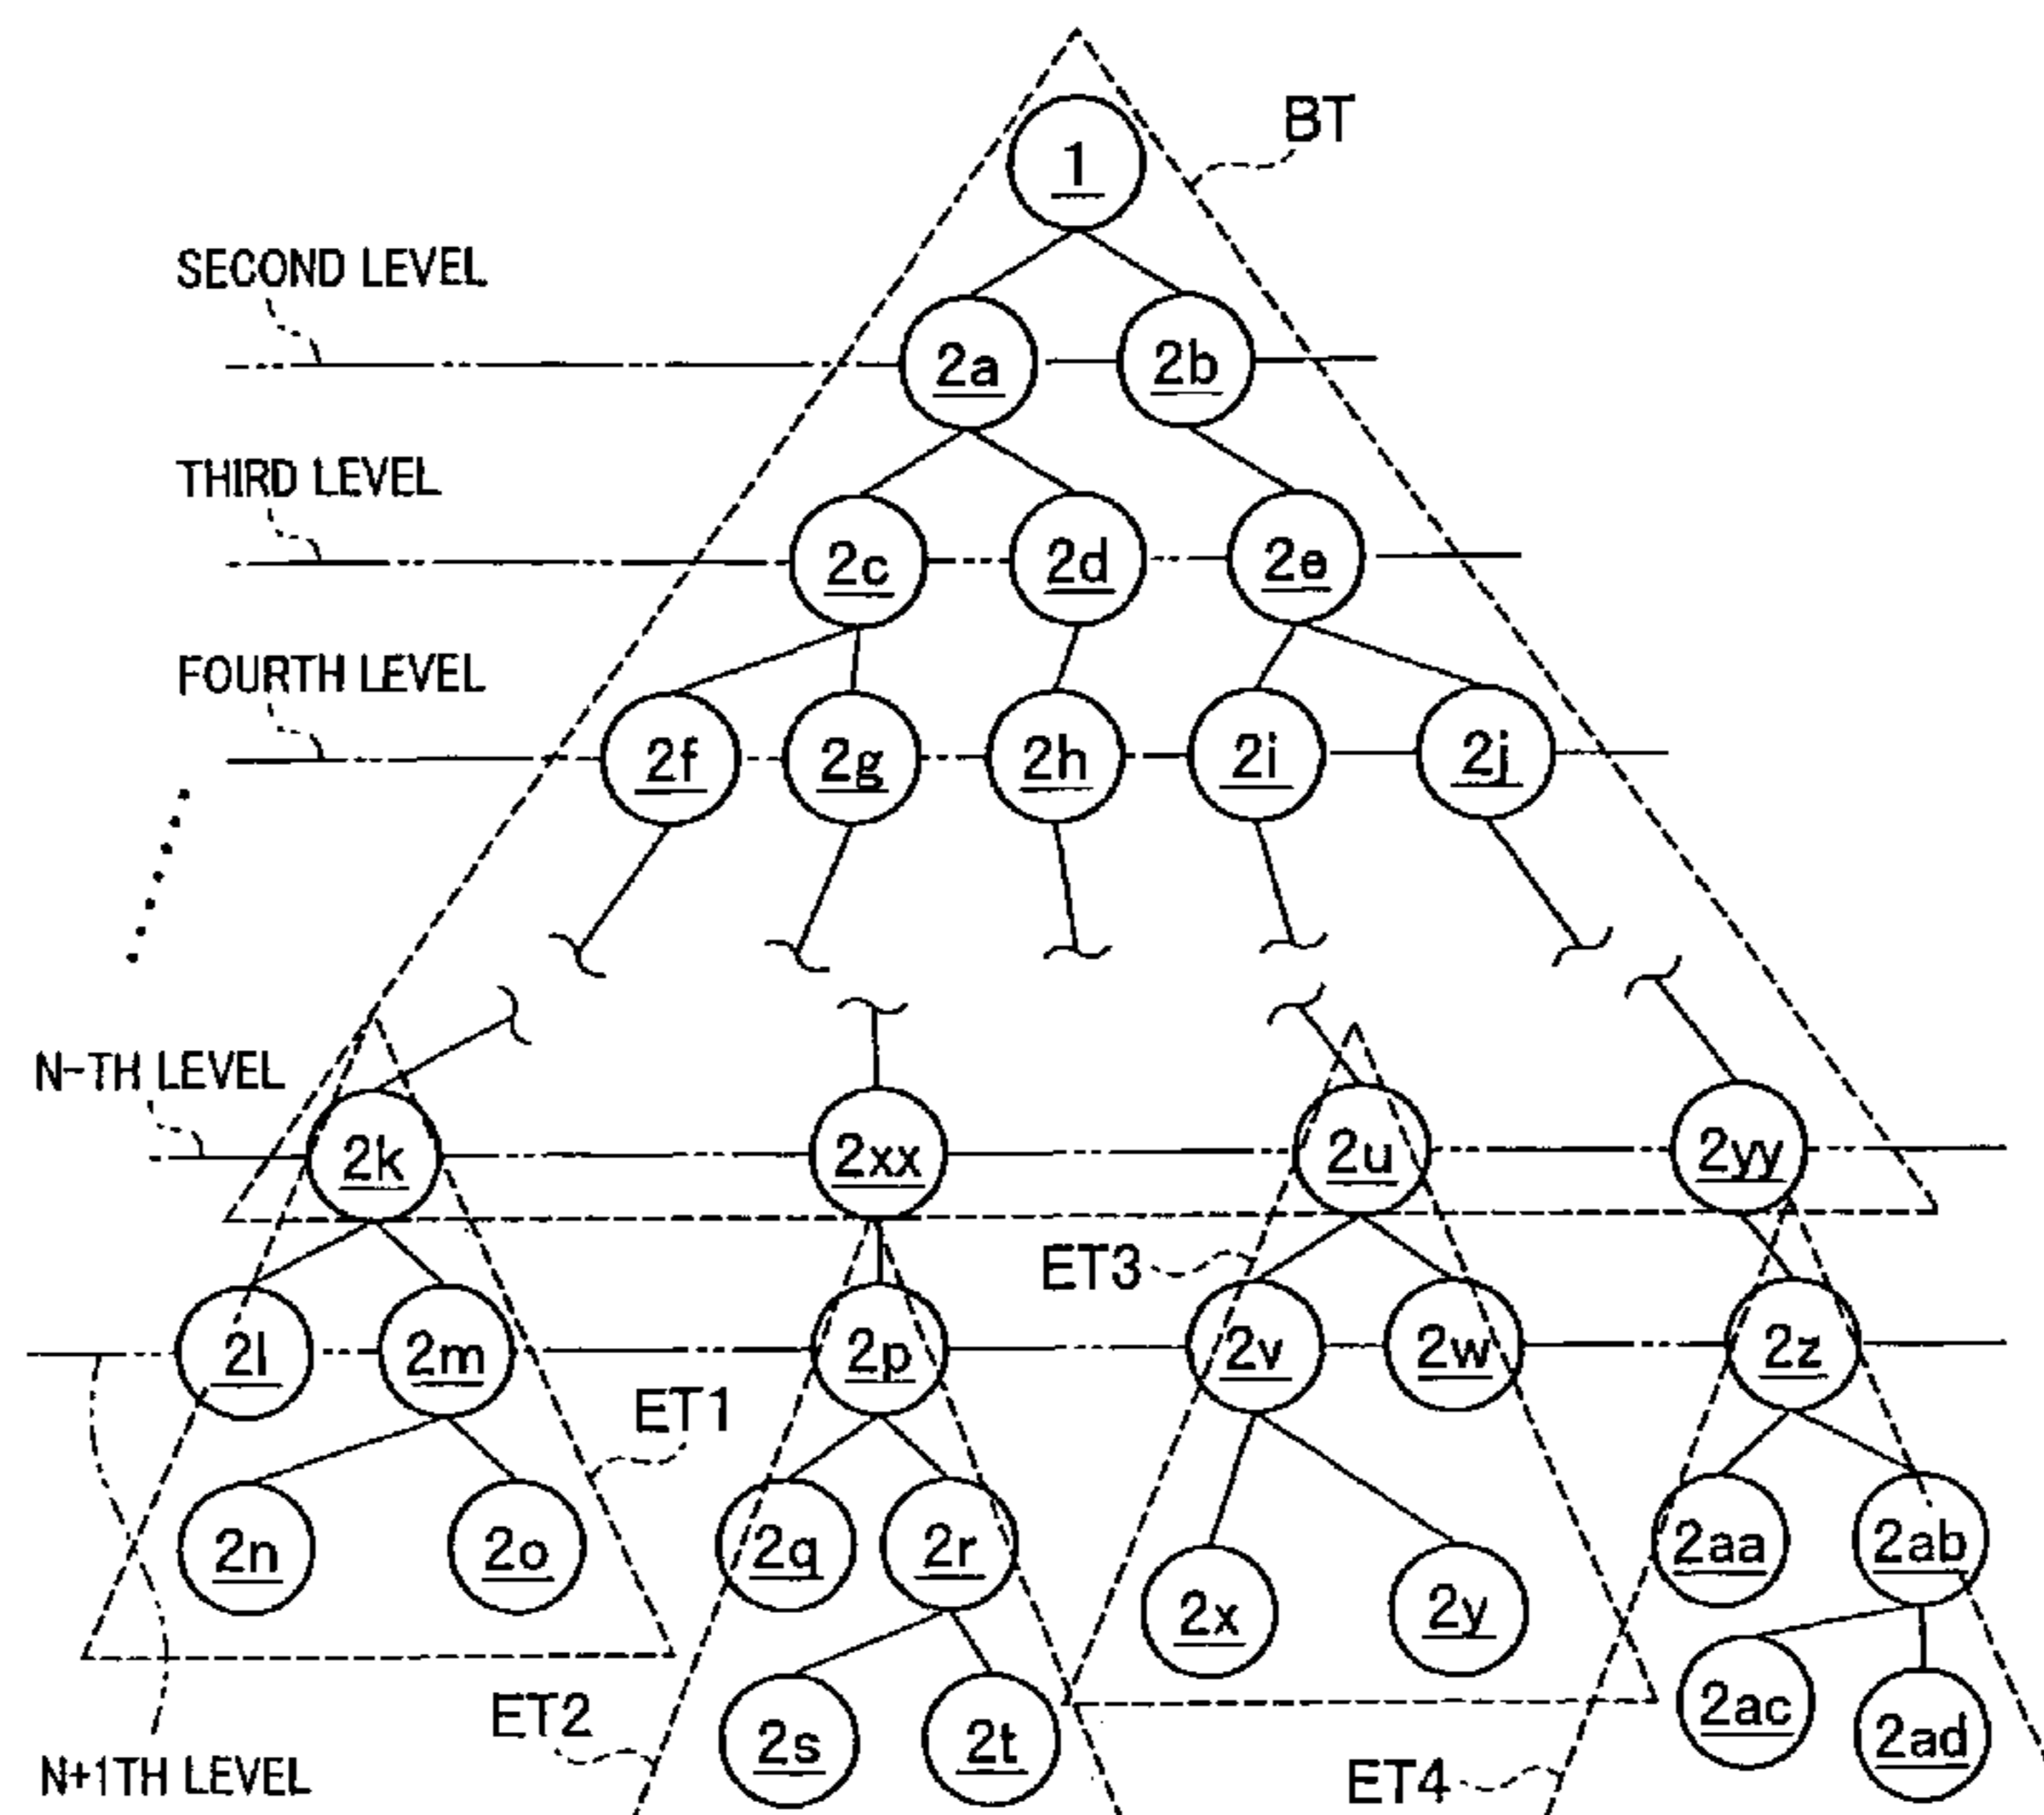 BT
1
SECOND LEVEL
2a 2b
THIRD LEVEL
2c 2d 2e
FOURTH LEVEL
2f 2g 2h 2i 2j
N-TH LEVEL
2k 2xx 2u 2yy
ET3
2l 2m 2p 2v 2w 2z
ET1
2n 2o 2q 2r 2aa 2ab
2x 2y
ET2
2s 2t 2ac 2ad
N+1TH LEVEL
ET4